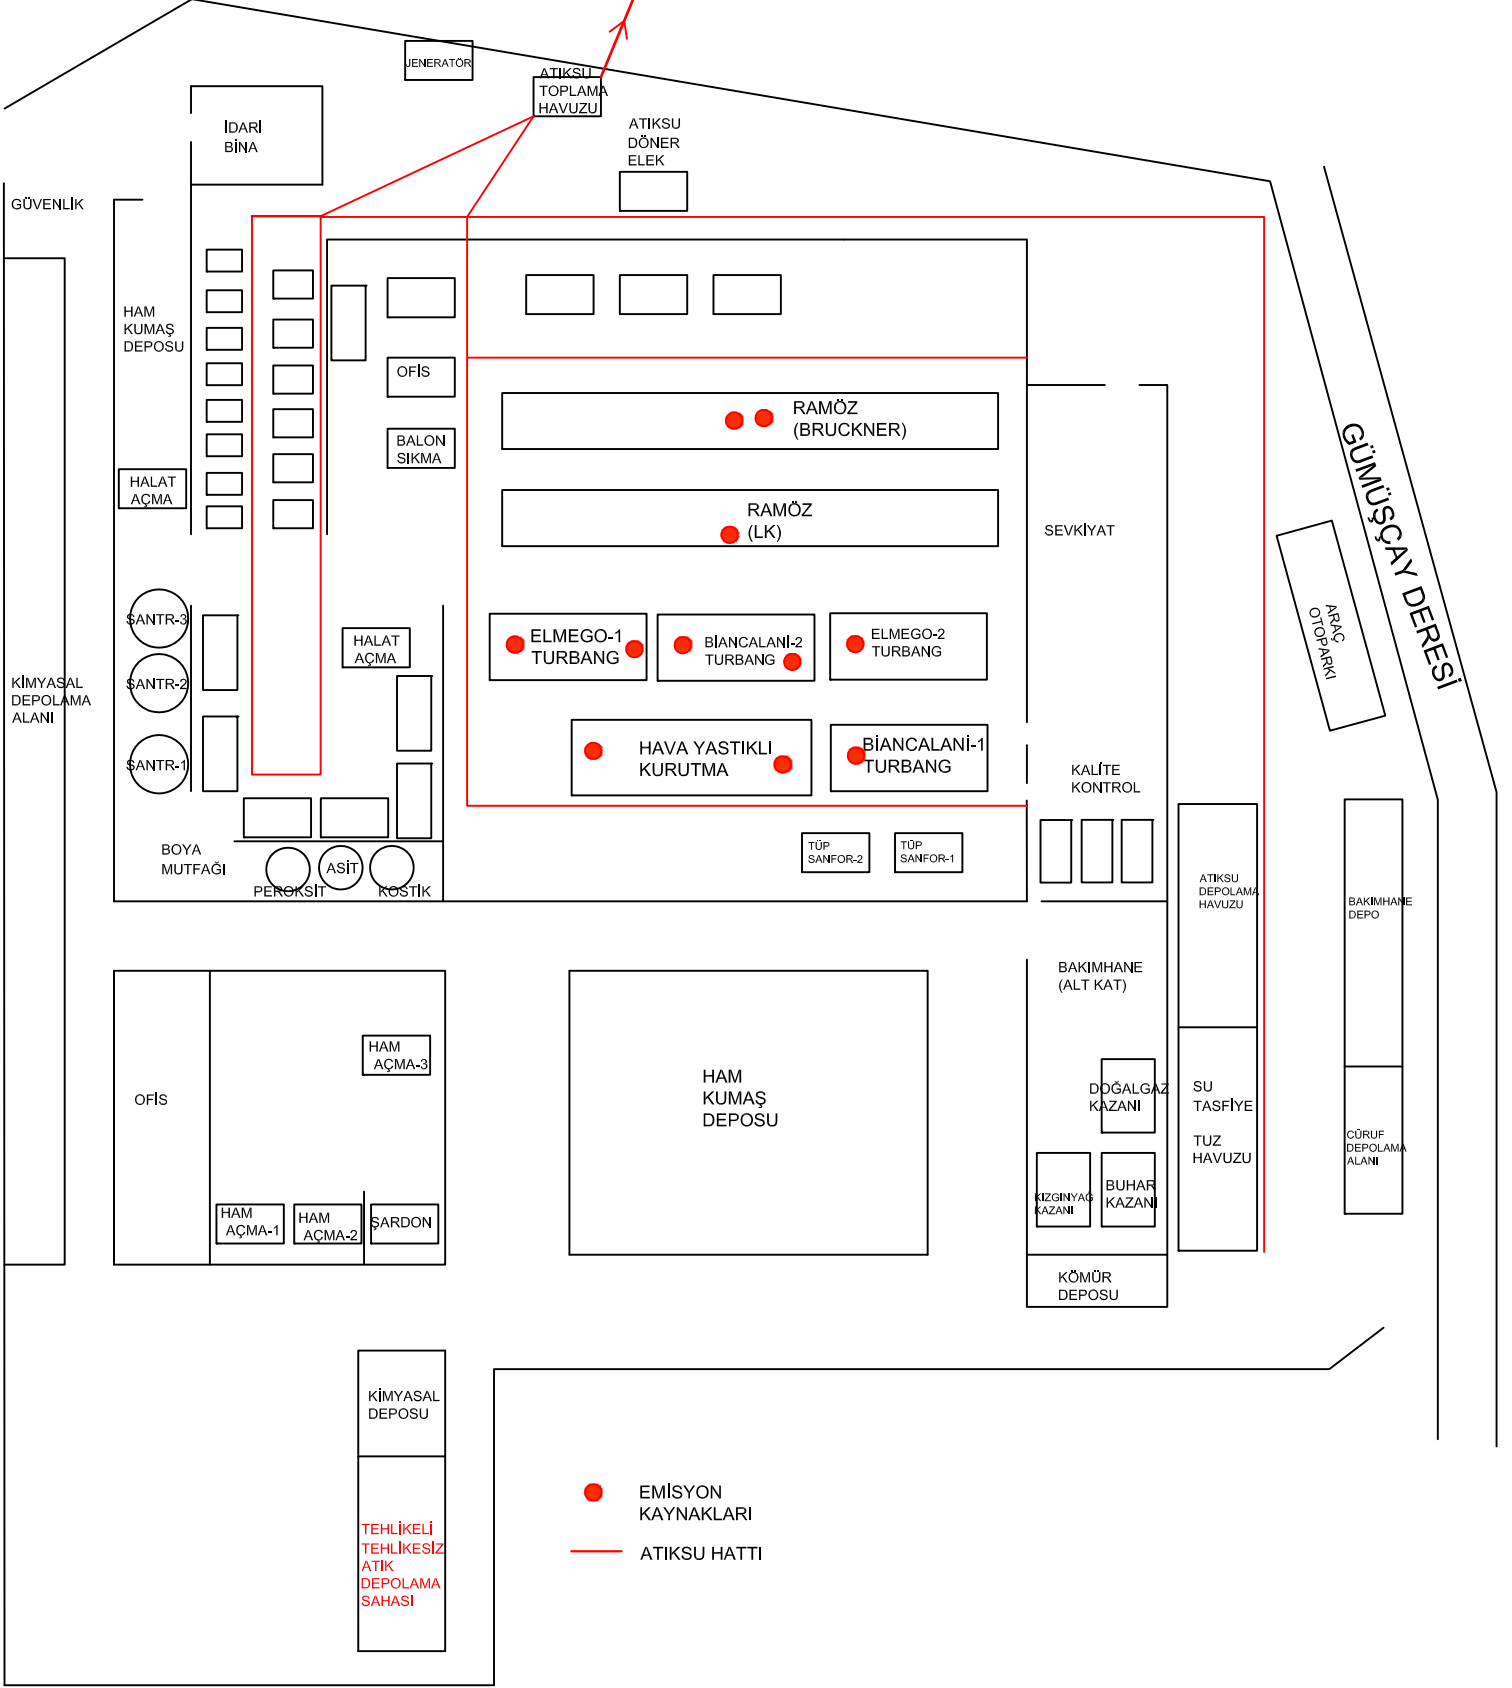 JENERATÖR
ATIKSU
TOPLAMA
HAVUZU
İDARİ
BİNA
ATIKSU
DÖNER
ELEK
GÜVENLİK
HAM
KUMAŞ
DEPOSU
OFİS
BALON
SIKMA
RAMÖZ
(BRUCKNER)
HALAT
AÇMA
RAMÖZ
(LK)
SEVKİYAT
GÜMÜŞÇAY DERESİ
ARAÇ
OTOPARKI
SANTR-3
SANTR-2
SANTR-1
HALAT
AÇMA
ELMEGO-1
TURBANG
BİANCALANİ-2
TURBANG
ELMEGO-2
TURBANG
KİMYASAL
DEPOLAMA
ALANI
HAVA YASTIKLI
KURUTMA
BİANCALANİ-1
TURBANG
KALİTE
KONTROL
BOYA
MUTFAĞI
PEROKSİT
ASİT
KOSTİK
TÜP
SANFOR-2
TÜP
SANFOR-1
ATIKSU
DEPOLAMA
HAVUZU
BAKIMHANE
DEPO
BAKIMHANE
(ALT KAT)
OFİS
HAM
AÇMA-3
HAM
KUMAŞ
DEPOSU
DOĞALGAZ
KAZANI
SU
TASFİYE
TUZ
HAVUZU
CÜRUF
DEPOLAMA
ALANI
KIZGINYAĞ
KAZANI
BUHAR
KAZANI
HAM
AÇMA-1
HAM
AÇMA-2
ŞARDON
KÖMÜR
DEPOSU
KİMYASAL
DEPOSU
TEHLİKELİ
TEHLİKESİZ
ATIK
DEPOLAMA
SAHASI
EMİSYON
KAYNAKLARI
ATIKSU HATTI